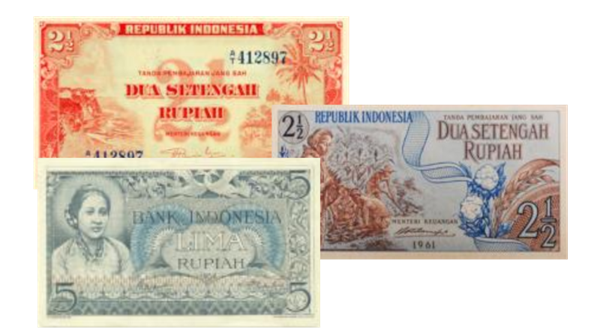 REPUBLIK INDONESIA
2½ 2½
A/1 412897
TANDA PEMBAJARAN JANG SAH
DUA SETENGAH
RUPIAH
MENTERI KEUANGAN
A 412897
REPUBLIK INDONESIA
TANDA PEMBAJARAN JANG SAH
2½
DUA SETENGAH
RUPIAH
MENTERI KEUANGAN
1961
2½
5 5
BANK INDONESIA
LIMA
RUPIAH
5 5